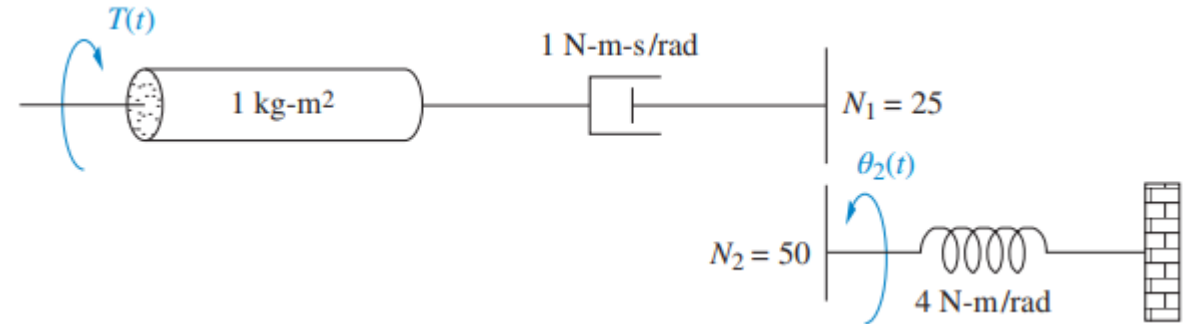 T(t)
1 N-m-s/rad
1 kg-m²
N₁ = 25
θ₂(t)
N₂ = 50
4 N-m/rad